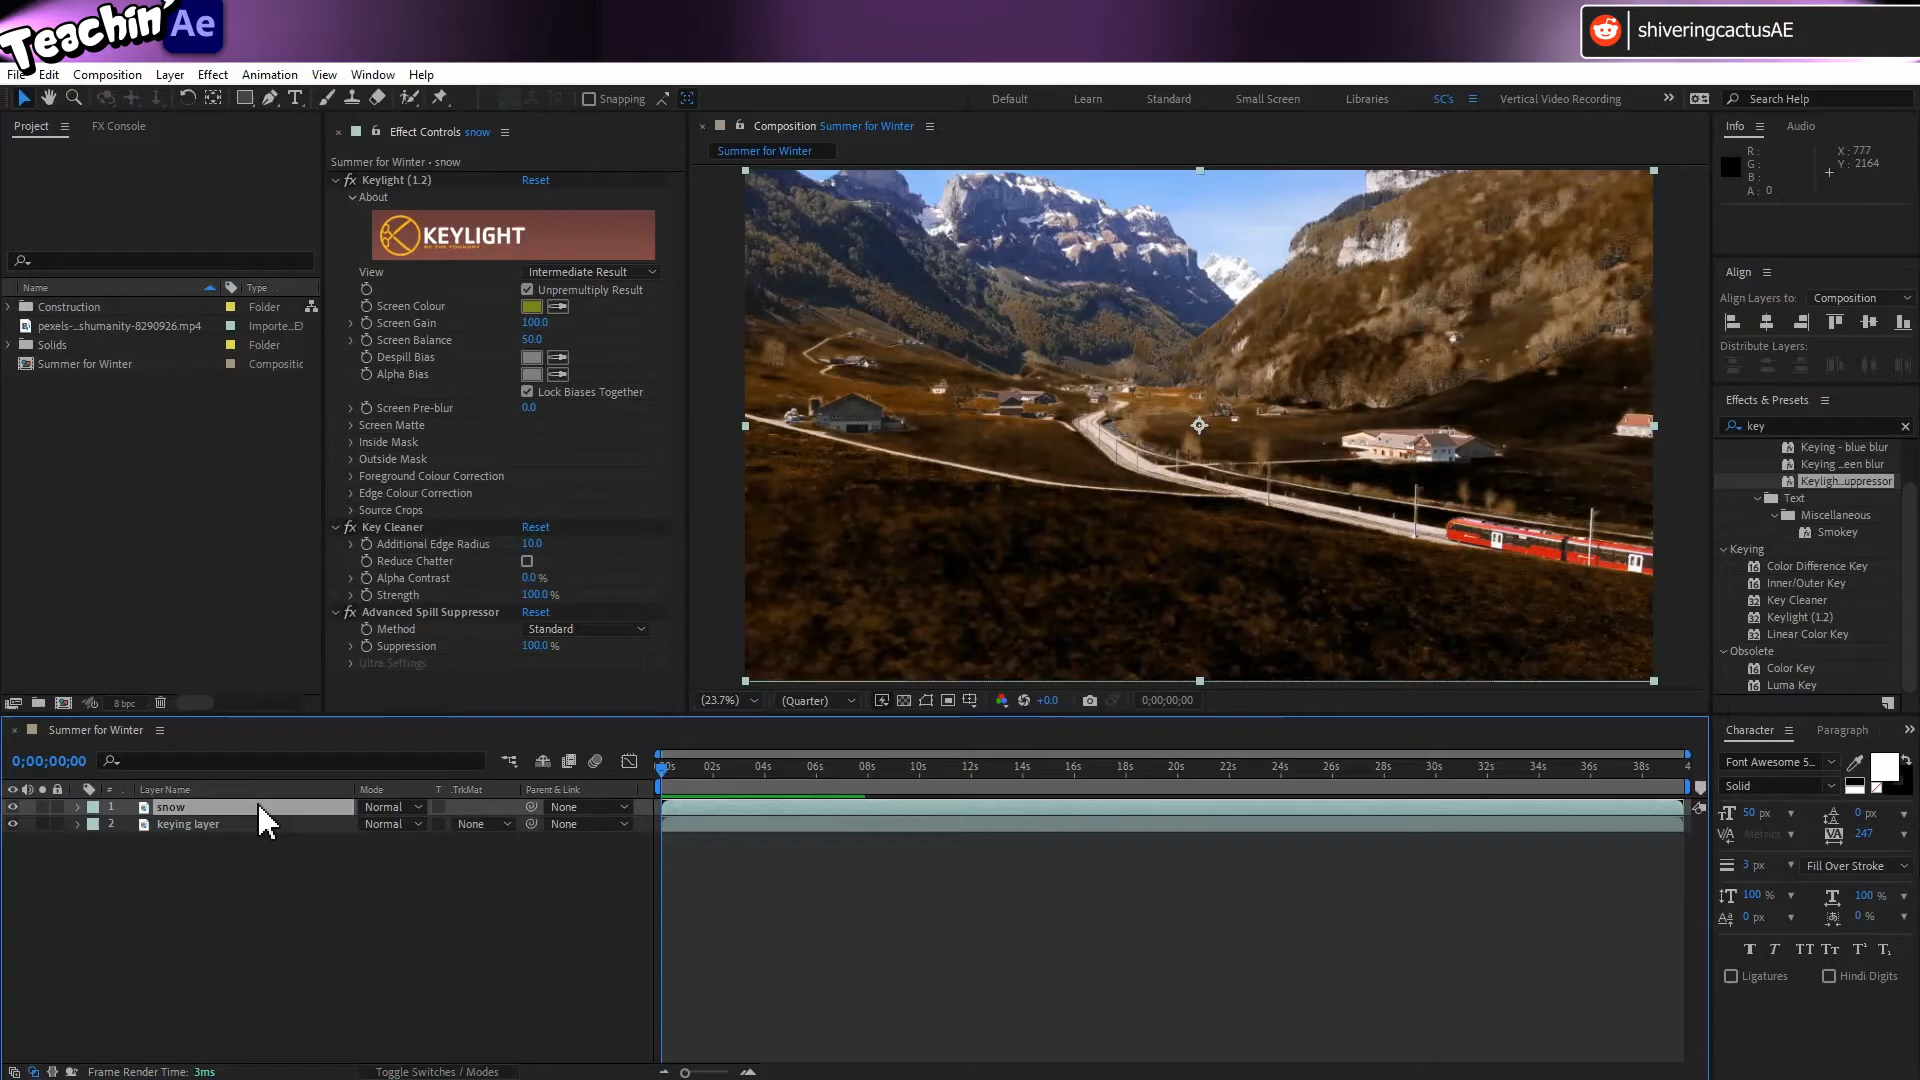 Teachin' Ae
shiveringcactusAE
File Edit Composition Layer Effect Animation View Window Help
Snapping
Default Learn Standard Small Screen Libraries SC's Vertical Video Recording
Search Help
Project
FX Console
Name Type
Construction Folder
pexels-...shumanity-8290926.mp4 Importe...E)
Solids Folder
Summer for Winter Compositic
8 bpc
Effect Controls snow
Summer for Winter • snow
fx Keylight (1.2) Reset
About
KEYLIGHT
BY THE FOUNDRY
View Intermediate Result
Unpremultiply Result
Screen Colour
Screen Gain 100.0
Screen Balance 50.0
Despill Bias
Alpha Bias
Lock Biases Together
Screen Pre-blur 0.0
Screen Matte
Inside Mask
Outside Mask
Foreground Colour Correction
Edge Colour Correction
Source Crops
fx Key Cleaner Reset
Additional Edge Radius 10.0
Reduce Chatter
Alpha Contrast 0.0 %
Strength 100.0 %
fx Advanced Spill Suppressor Reset
Method Standard
Suppression 100.0 %
Ultra Settings
Composition Summer for Winter
Summer for Winter
(23.7%) (Quarter) +0.0 0;00;00;00
Info Audio
R: X: 777
G: Y: 2164
B:
A: 0
Align
Align Layers to: Composition
Distribute Layers:
Effects & Presets
key
Keying - blue blur
Keying ...een blur
Keyligh...uppressor
Text
Miscellaneous
Smokey
Keying
Color Difference Key
Inner/Outer Key
Key Cleaner
Keylight (1.2)
Linear Color Key
Obsolete
Color Key
Luma Key
Character Paragraph
Font Awesome 5...
Solid
50 px 0 px
Metrics 247
3 px Fill Over Stroke
100 % 100 %
0 px 0 %
Ligatures Hindi Digits
Summer for Winter
0;00;00;00
02s 04s 06s 08s 10s 12s 14s 16s 18s 20s 22s 24s 26s 28s 30s 32s 34s 36s 38s 4
# Layer Name Mode T .TrkMat Parent & Link
1 snow Normal None
2 keying layer Normal None None
Frame Render Time: 3ms Toggle Switches / Modes